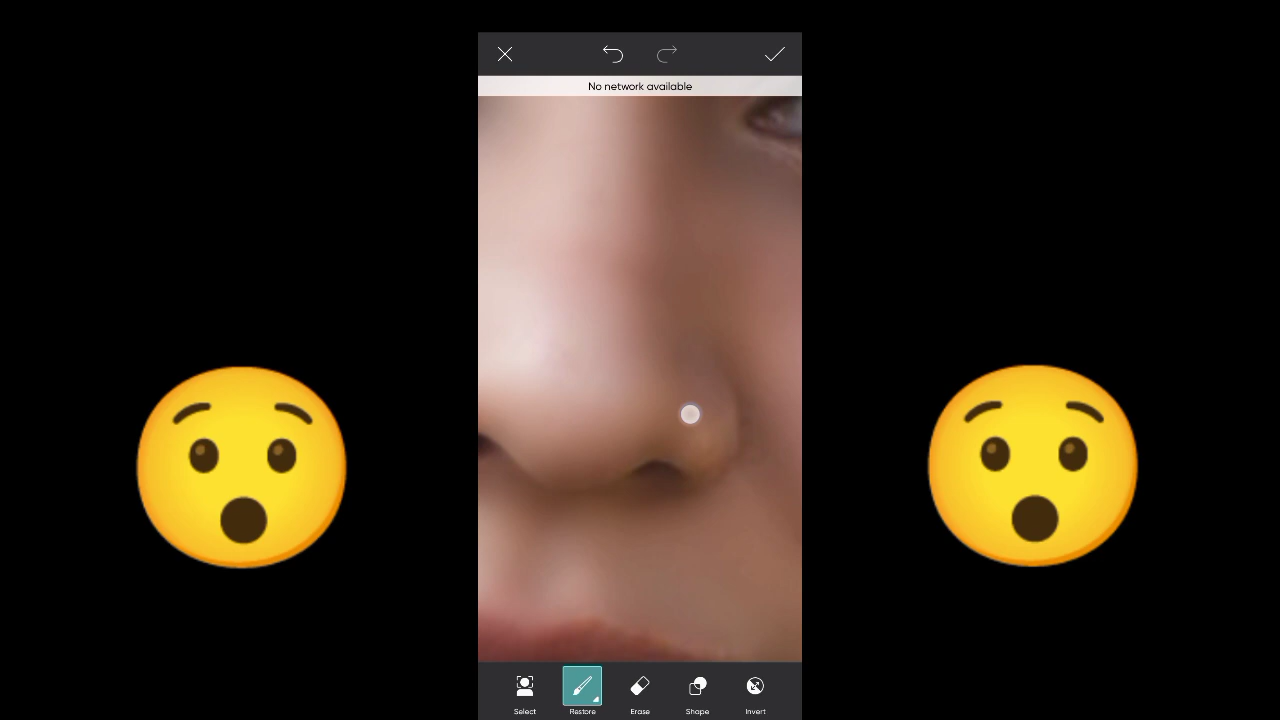 No network available
Select
Restore
Erase
Shape
Invert